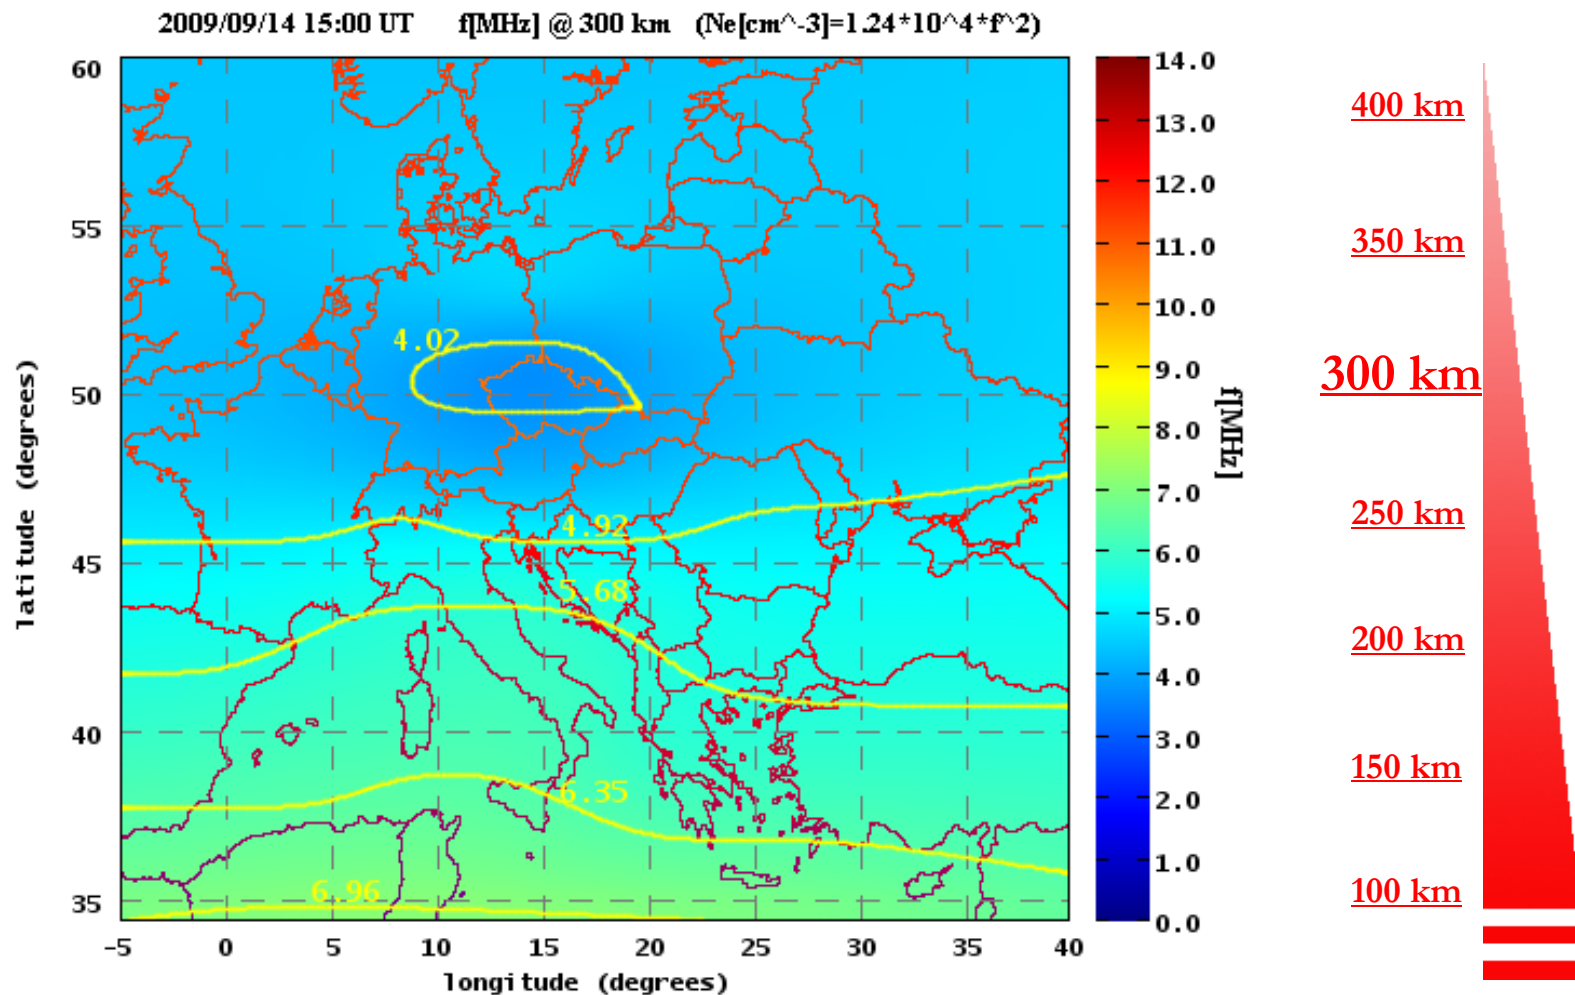 2009/09/14 15:00 UT f[MHz] @ 300 km (Ne[cm^-3]=1.24*10^4*f^2)
60
55
50
45
40
35
latitude (degrees)
-5 0 5 10 15 20 25 30 35 40
longitude (degrees)
4.02
4.92
5.68
6.35
6.96
14.0
13.0
12.0
11.0
10.0
9.0
8.0
7.0
6.0
5.0
4.0
3.0
2.0
1.0
0.0
f[MHz]
400 km
350 km
300 km
250 km
200 km
150 km
100 km